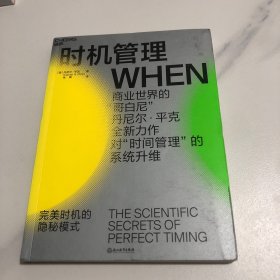 时机管理
WHEN
商业世界的
“哥白尼”
丹尼尔·平克
全新力作
对“时间管理”的
系统升维
完美时机的
隐秘模式
THE SCIENTIFIC
SECRETS OF
PERFECT TIMING